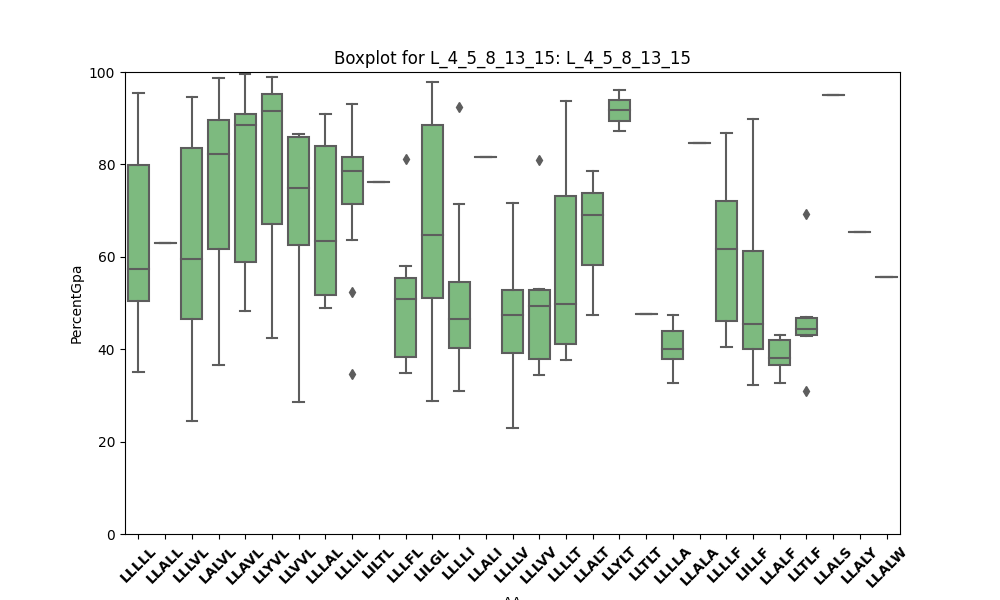 Boxplot for L_4_5_8_13_15: L_4_5_8_13_15
100
80
60
40
20
0
PercentGpa
LLLLL
LLALL
LLLVL
LALVL
LLAVL
LLYVL
LLVVL
LLLAL
LLLIL
LILTL
LLLFL
LILGL
LLLLI
LLALI
LLLLV
LLLVV
LLLLT
LLALT
LLYLT
LLTLT
LLLLA
LLALA
LLLLF
LILLF
LLALF
LLTLF
LLALS
LLALY
LLALW